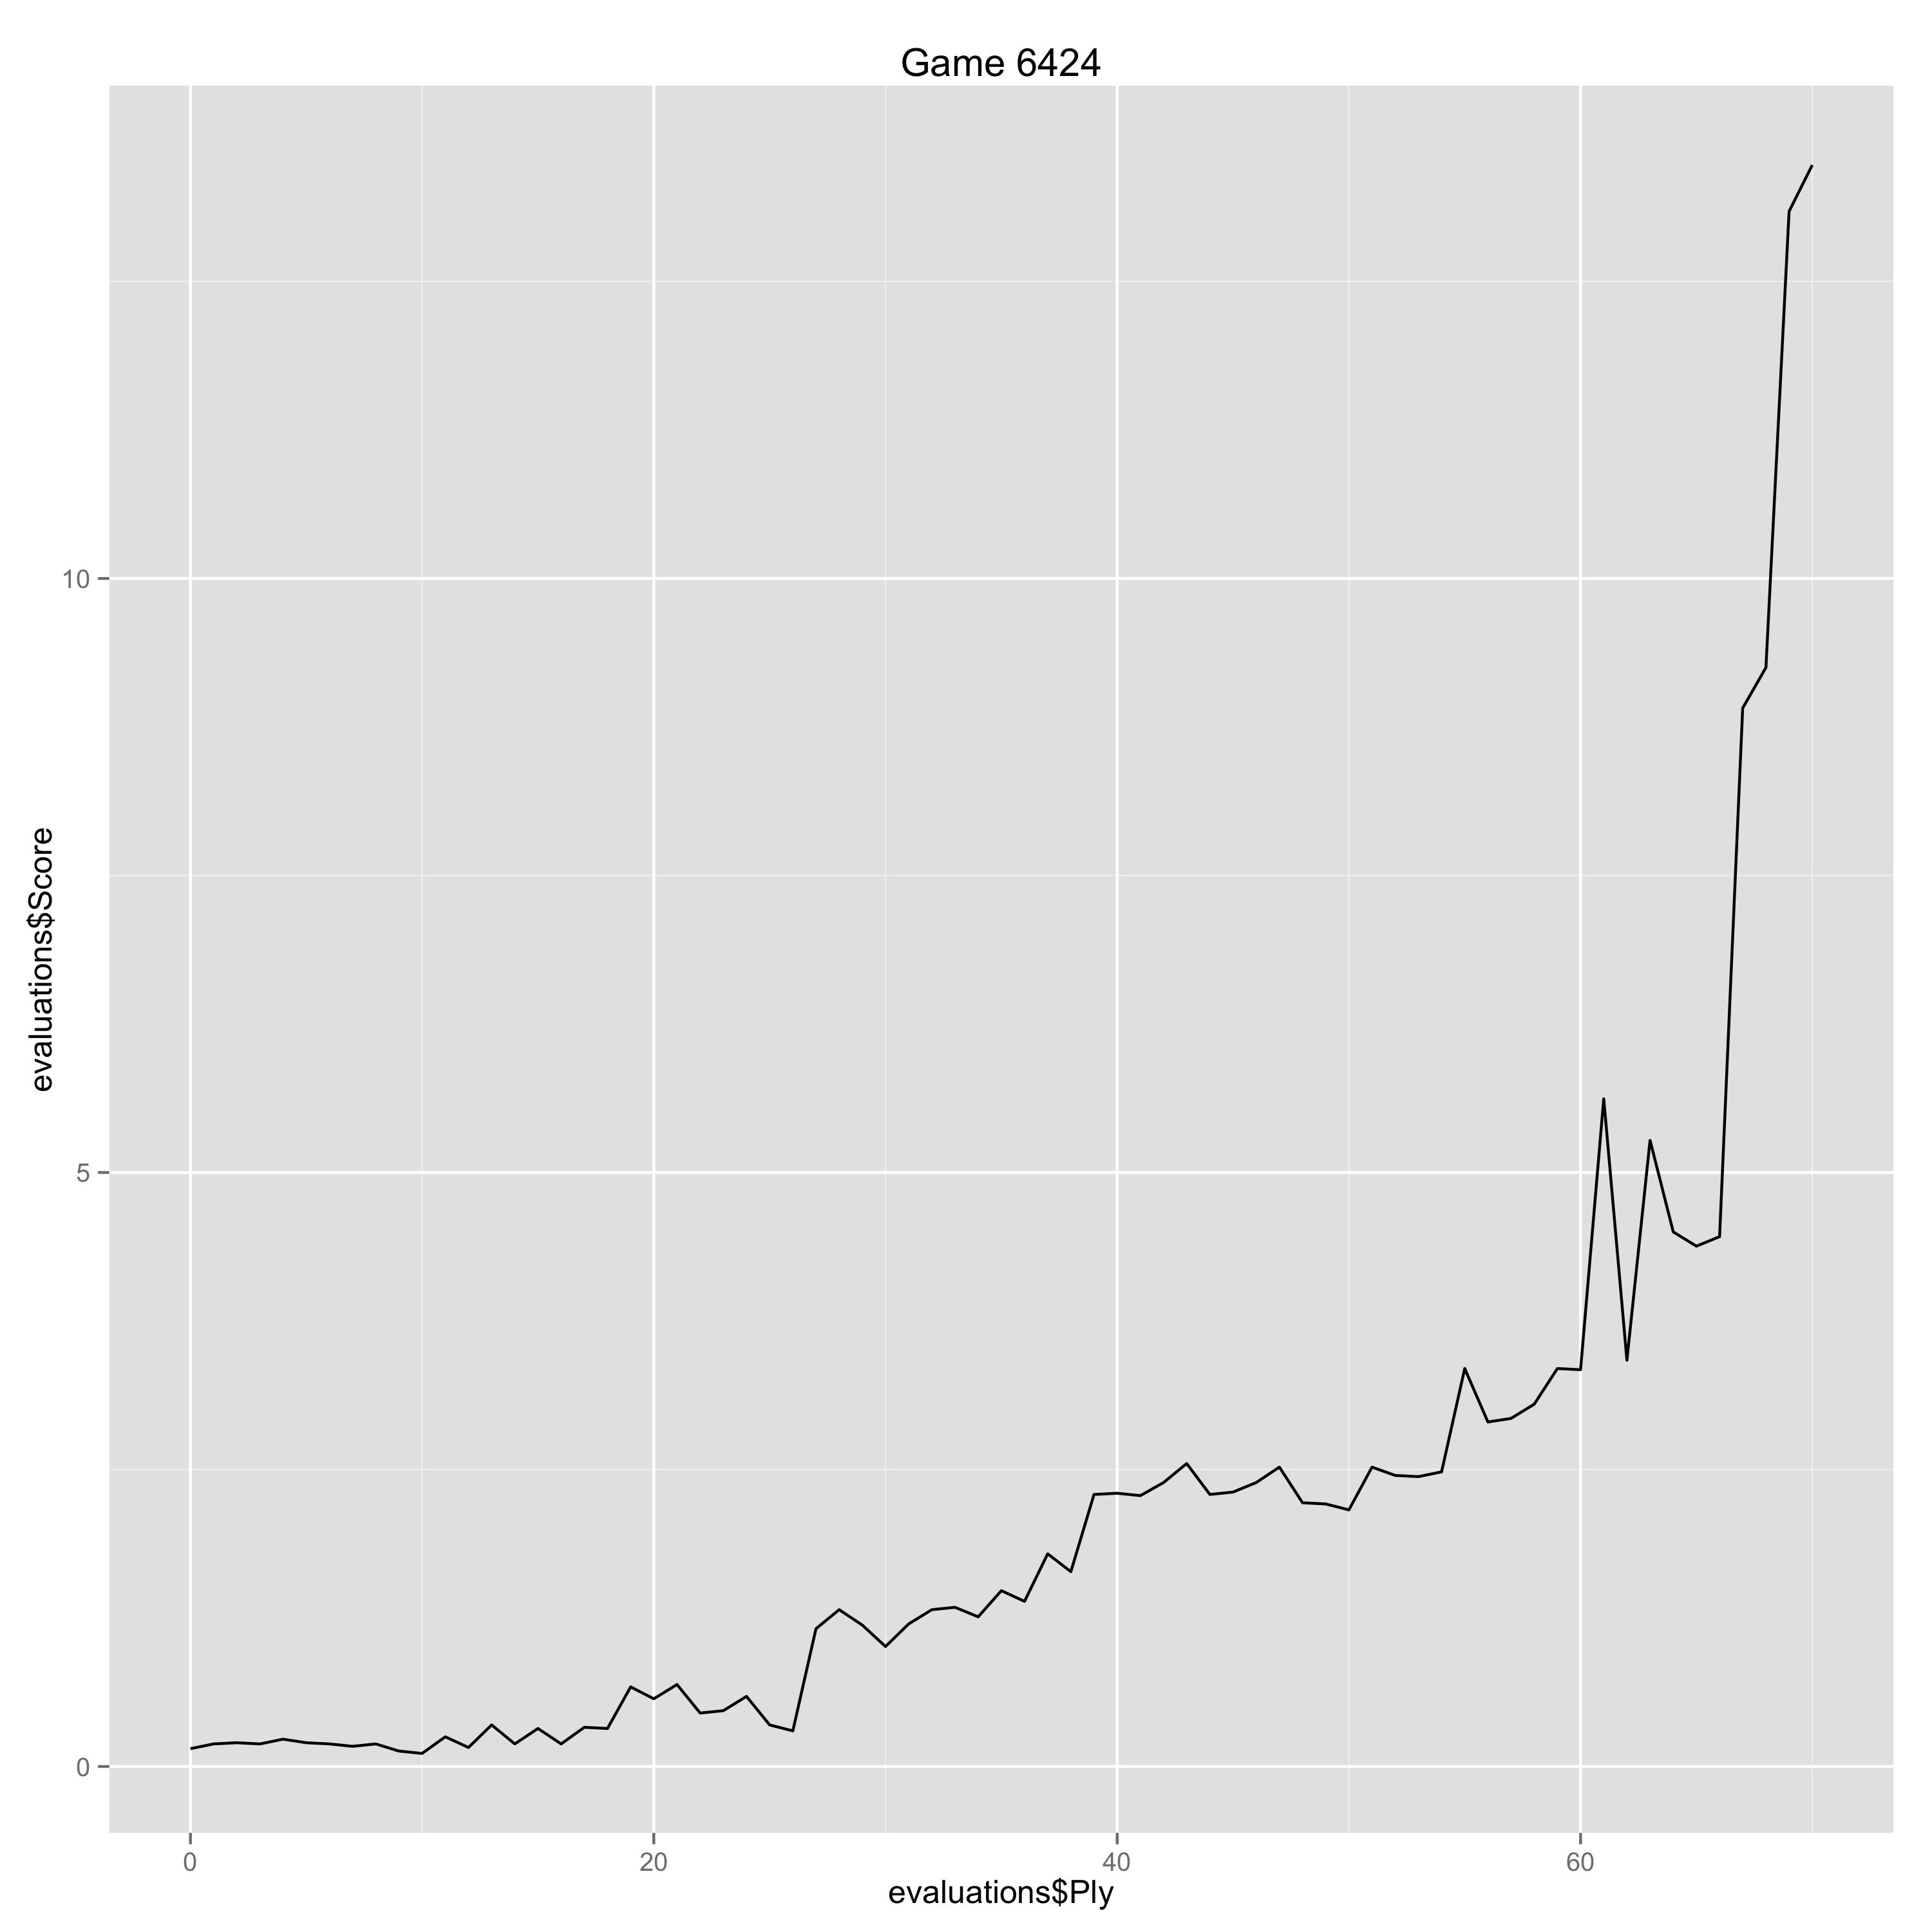 Game 6424
evaluations$Score
10
5
0
0 20 40 60
evaluations$Ply